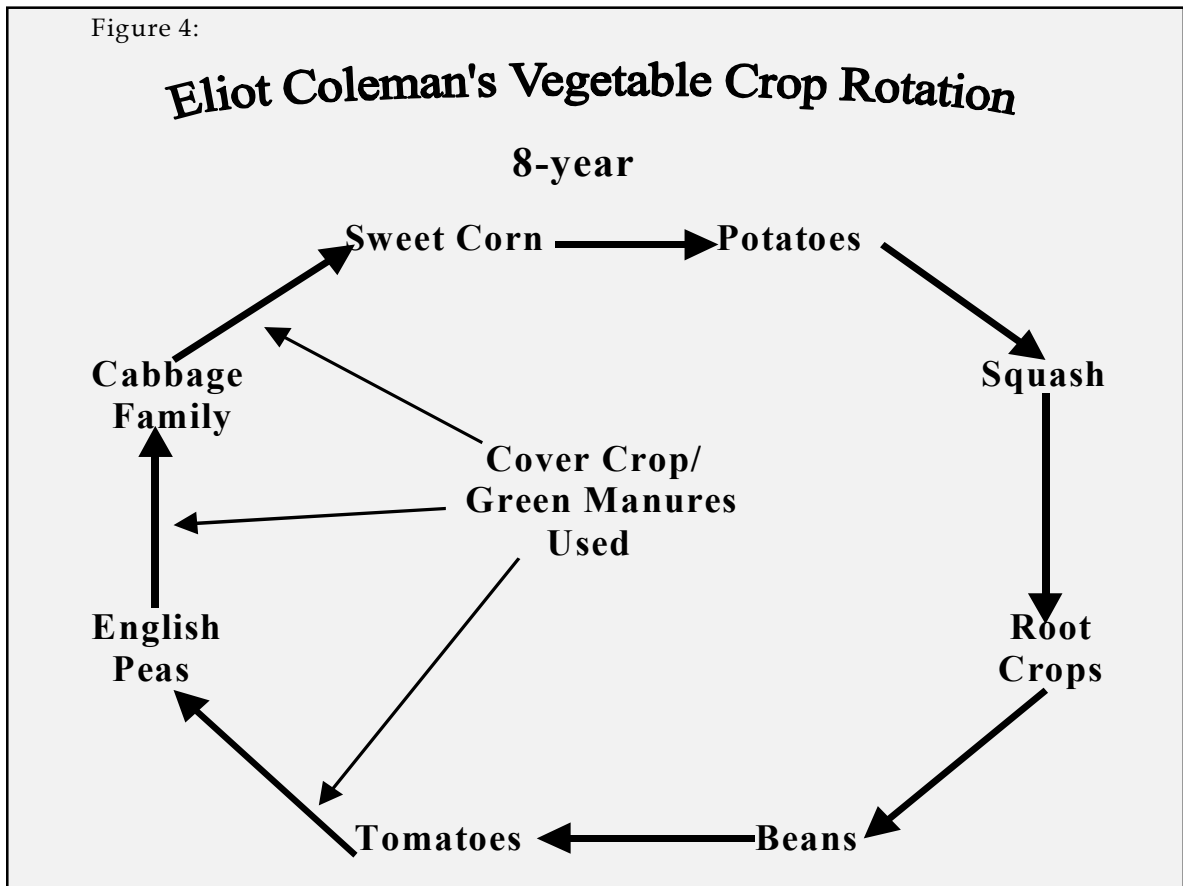 Figure 4:
Eliot Coleman's Vegetable Crop Rotation
8-year
Sweet Corn
Potatoes
Cabbage
Family
Squash
Cover Crop/
Green Manures
Used
English
Peas
Root
Crops
Tomatoes
Beans